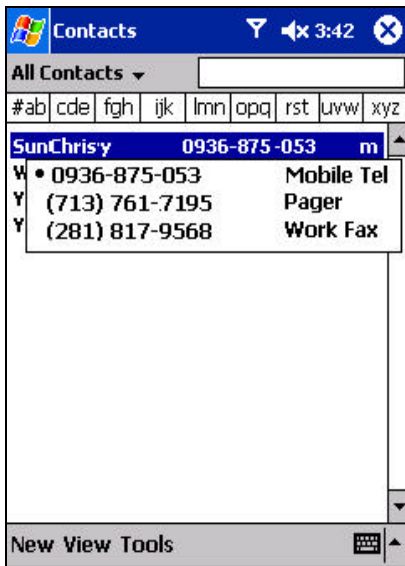 Contacts 3:42
All Contacts
#ab cde fgh ijk lmn opq rst uvw xyz
SunChris'y 0936-875-053 m
W • 0936-875-053 Mobile Tel
Y (713) 761-7195 Pager
Y (281) 817-9568 Work Fax
New View Tools